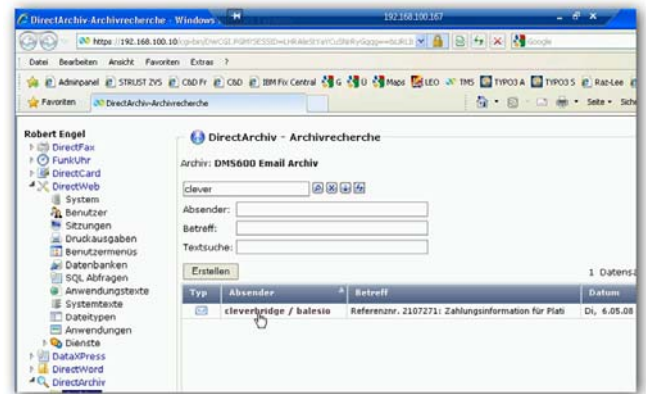 DirectArchiv-Archivrecherche - Windows
192.168.100.167
https://192.168.100.10
Google
Datei Bearbeiten Ansicht Favoriten Extras ?
Adminpanel STRUST ZVS C&D Fr C&D IBM Fix Central G U Maps LEO TMS TYPO3 A TYPO3 S Raz-Lee
Favoriten DirectArchiv-Archivrecherche Seite
Robert Engel
DirectFax
FunkUhr
DirectCard
DirectWeb
System
Benutzer
Sitzungen
Druckausgaben
Benutzermenüs
Datenbanken
SQL Abfragen
Anwendungstexte
Systemtexte
Dateitypen
Anwendungen
Dienste
DataXPress
DirectWord
DirectArchiv
DirectArchiv - Archivrecherche
Archiv: DMS600 Email Archiv
clever
Absender:
Betreff:
Textsuche:
Erstellen
1 Datensa
Typ Absender Betreff Datum
cleverbridge / balesio Referenznr. 2107271: Zahlungsinformation für Plati Di, 6.05.08